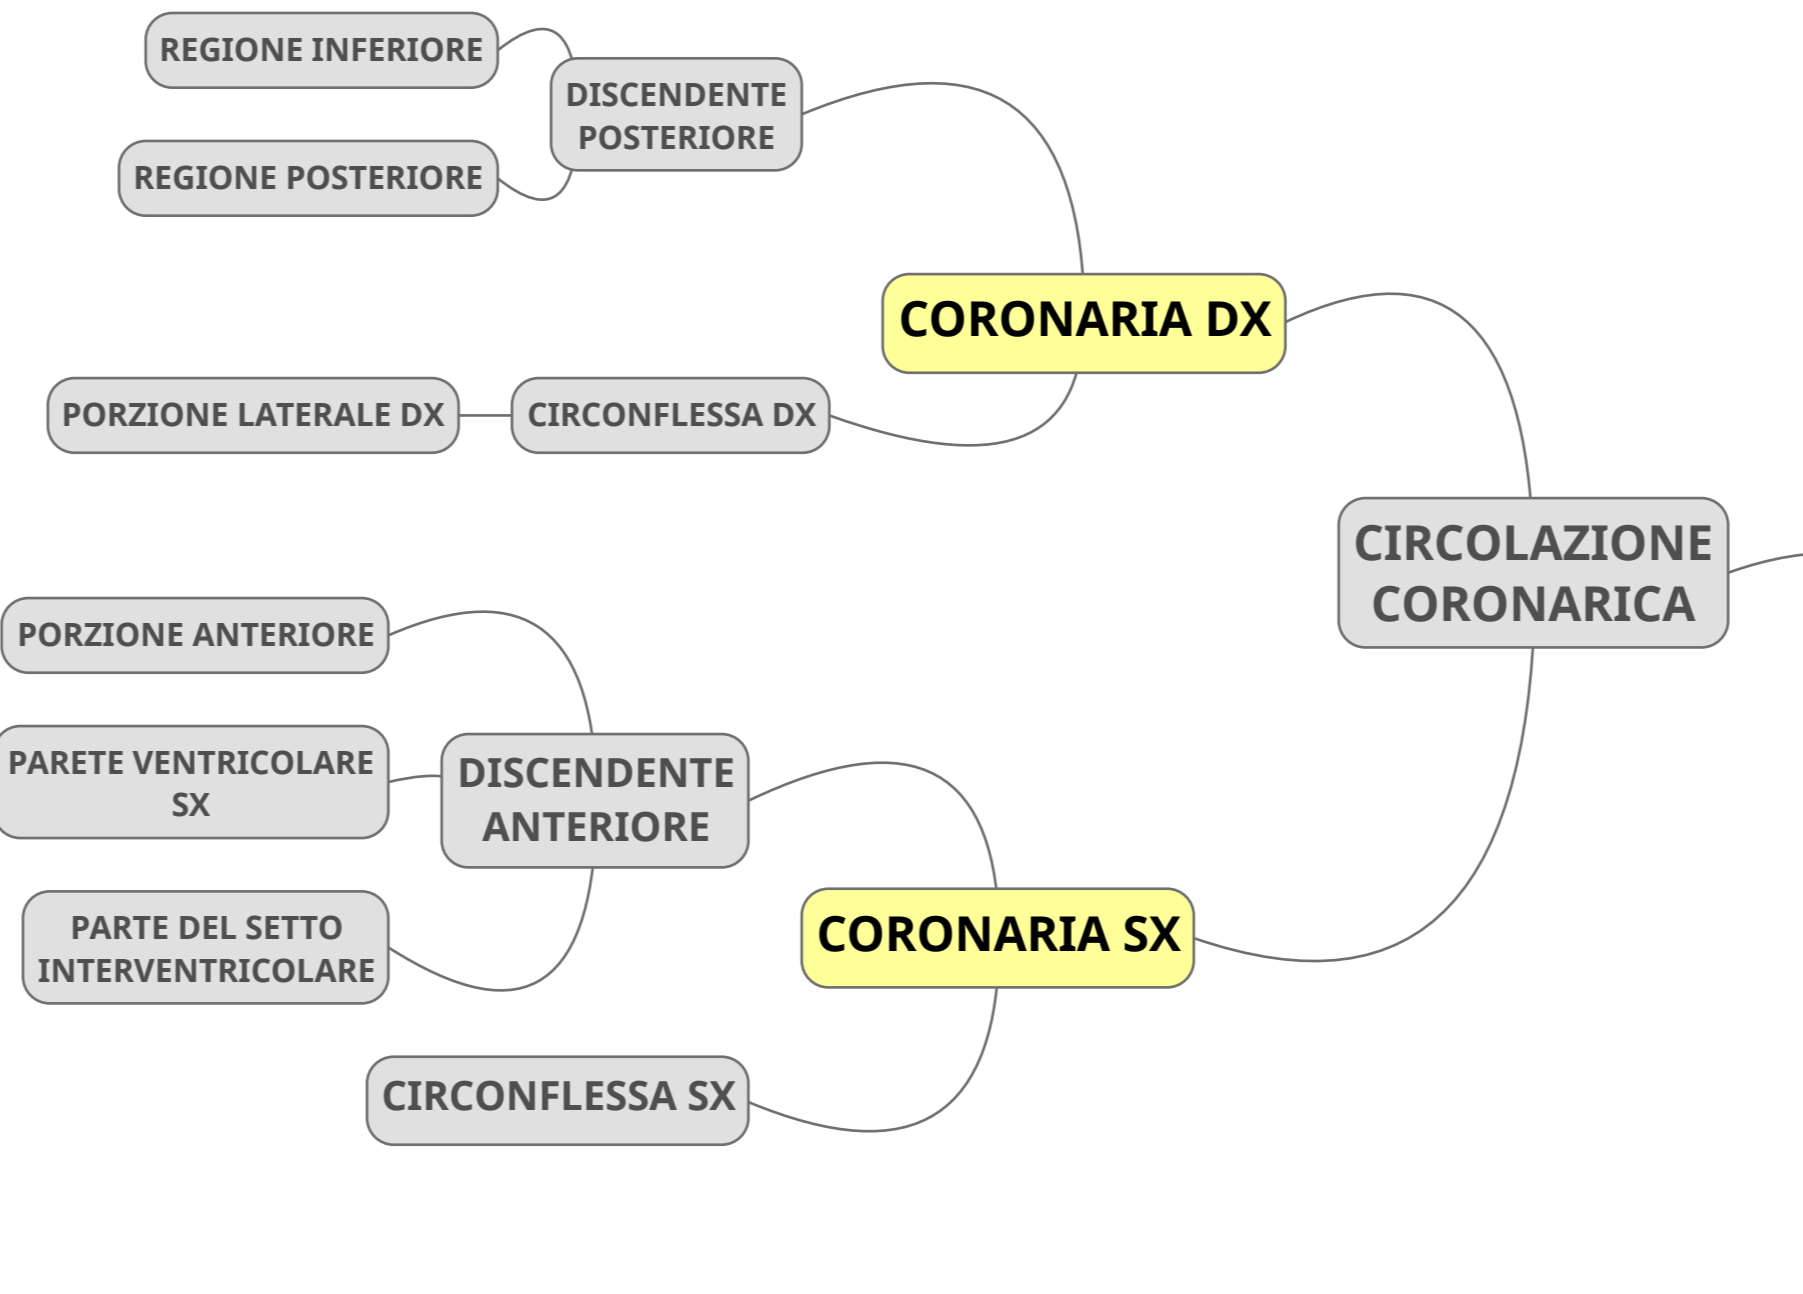 REGIONE INFERIORE
DISCENDENTE
POSTERIORE
REGIONE POSTERIORE
CORONARIA DX
PORZIONE LATERALE DX
CIRCONFLESSA DX
CIRCOLAZIONE
CORONARICA
PORZIONE ANTERIORE
PARETE VENTRICOLARE
SX
DISCENDENTE
ANTERIORE
PARTE DEL SETTO
INTERVENTRICOLARE
CORONARIA SX
CIRCONFLESSA SX